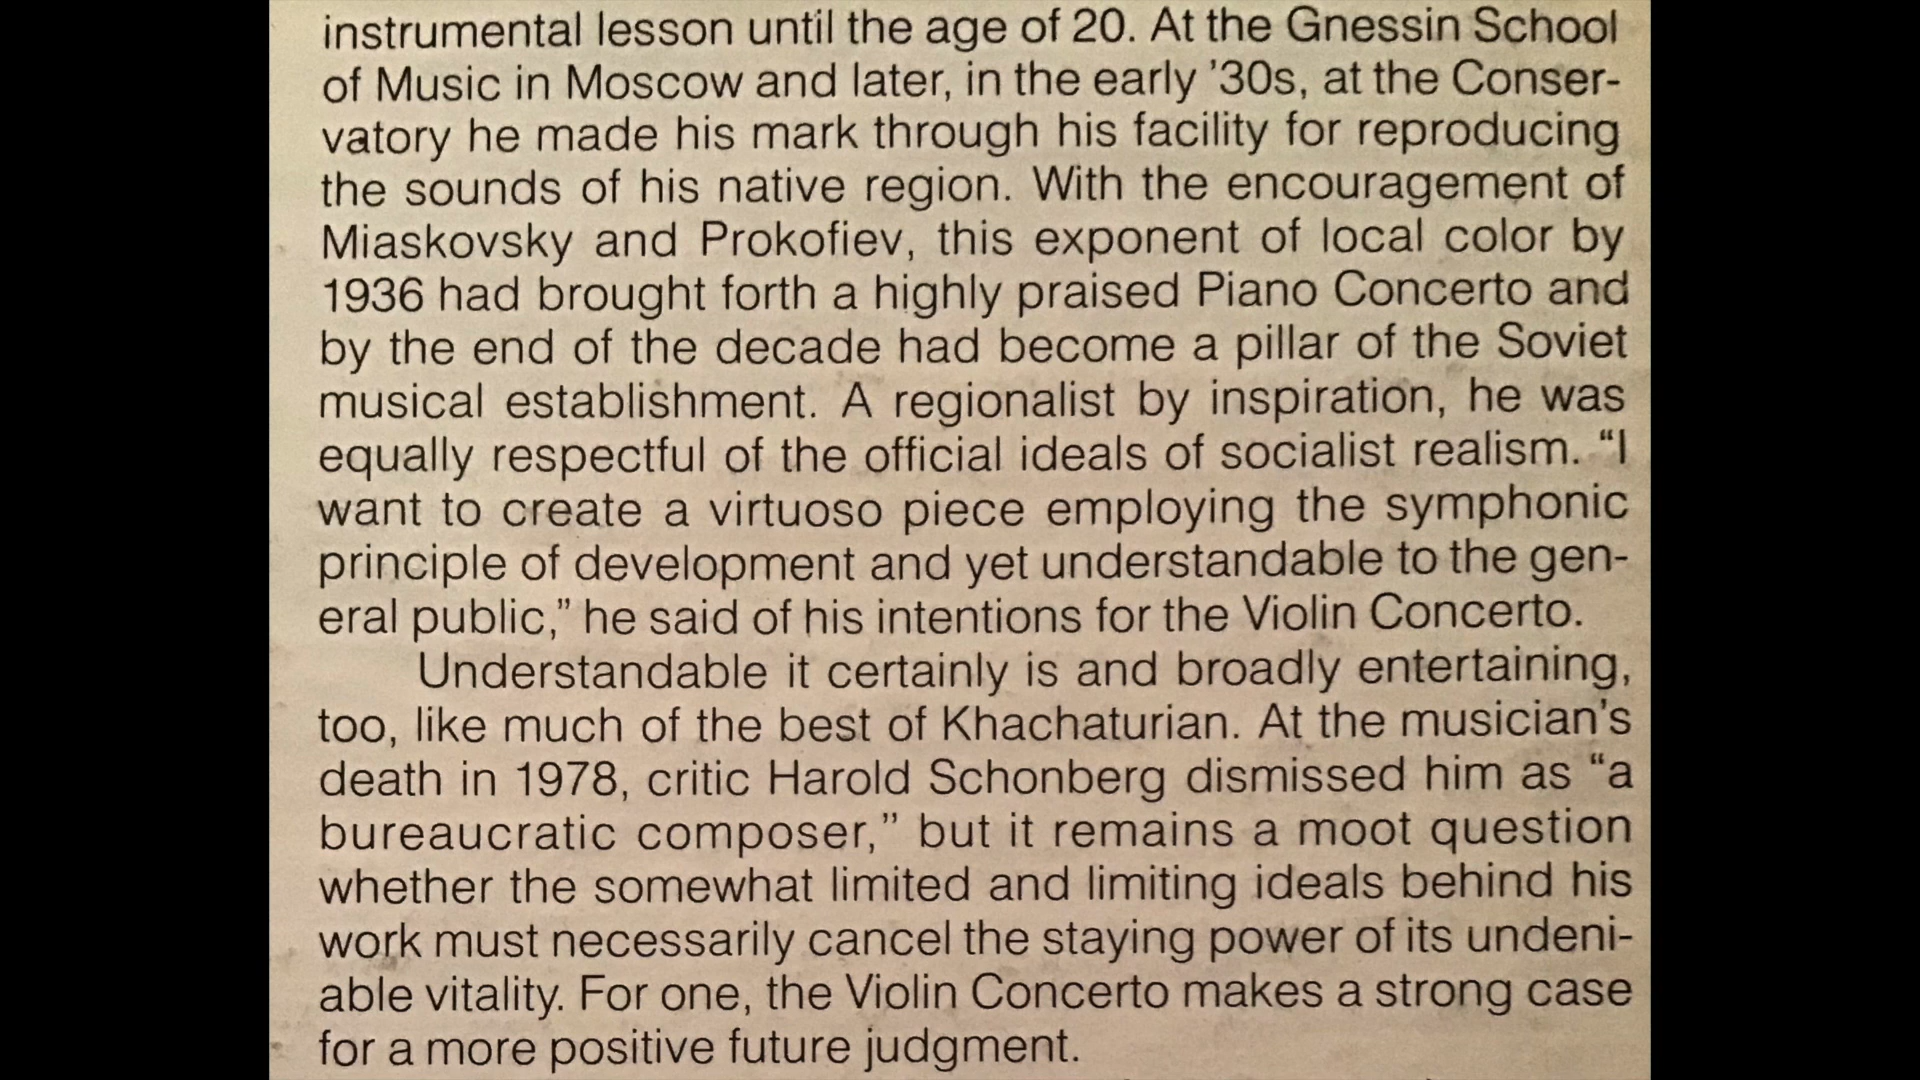 instrumental lesson until the age of 20. At the Gnessin School
of Music in Moscow and later, in the early ’30s, at the Conser-
vatory he made his mark through his facility for reproducing
the sounds of his native region. With the encouragement of
Miaskovsky and Prokofiev, this exponent of local color by
1936 had brought forth a highly praised Piano Concerto and
by the end of the decade had become a pillar of the Soviet
musical establishment. A regionalist by inspiration, he was
equally respectful of the official ideals of socialist realism. “I
want to create a virtuoso piece employing the symphonic
principle of development and yet understandable to the gen-
eral public,” he said of his intentions for the Violin Concerto.
Understandable it certainly is and broadly entertaining,
too, like much of the best of Khachaturian. At the musician’s
death in 1978, critic Harold Schonberg dismissed him as “a
bureaucratic composer,” but it remains a moot question
whether the somewhat limited and limiting ideals behind his
work must necessarily cancel the staying power of its undeni-
able vitality. For one, the Violin Concerto makes a strong case
for a more positive future judgment.